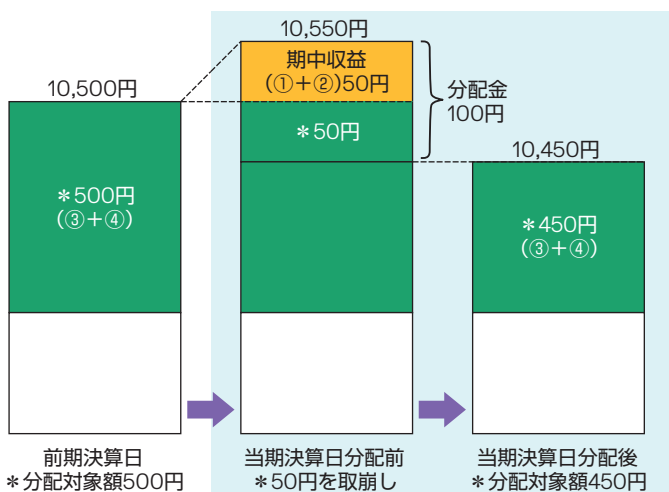 10,550円
期中収益
(①+②)50円
分配金
100円
10,500円
*50円
10,450円
*500円
(③+④)
*450円
(③+④)
前期決算日
*分配対象額500円
当期決算日分配前
*50円を取崩し
当期決算日分配後
*分配対象額450円